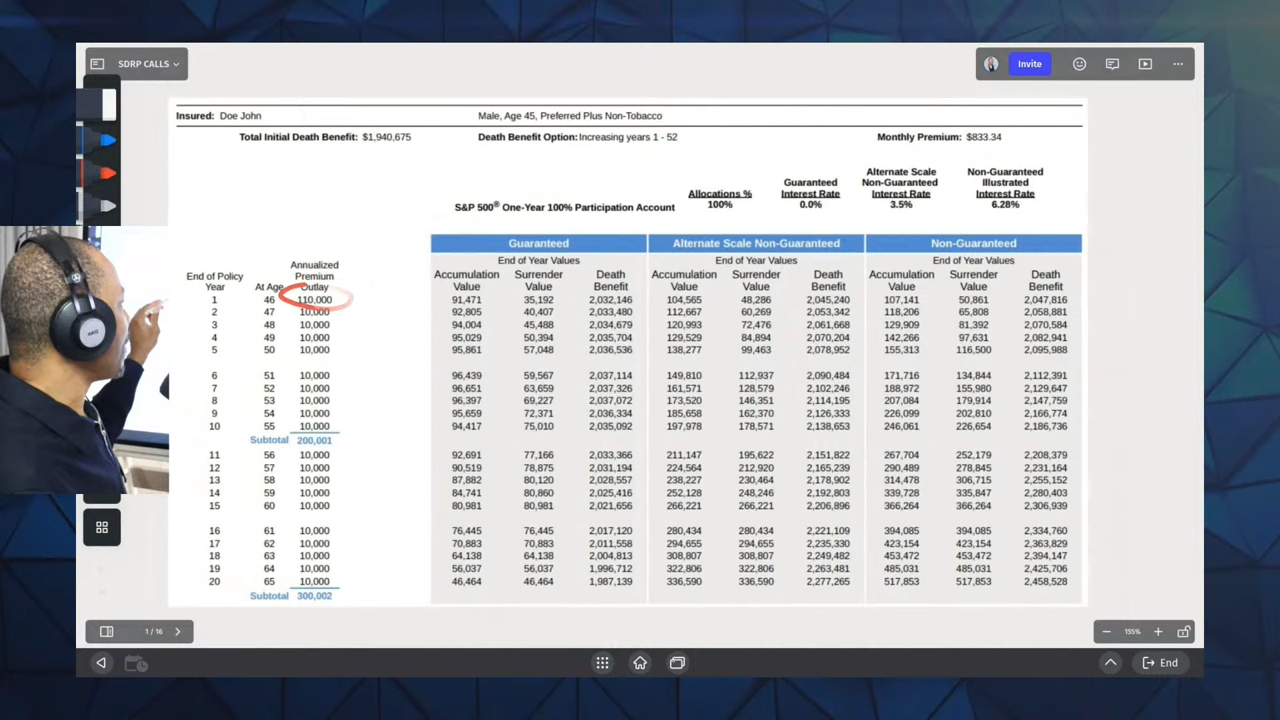 SDRP CALLS
Invite
Insured: Doe John Male, Age 45, Preferred Plus Non-Tobacco
Total Initial Death Benefit: $1,940,675 Death Benefit Option: Increasing years 1 - 52 Monthly Premium: $833.34
Alternate Scale Non-Guaranteed
Guaranteed Non-Guaranteed Illustrated
Allocations % Interest Rate Interest Rate Interest Rate
S&P 500® One-Year 100% Participation Account 100% 0.0% 3.5% 6.28%
Guaranteed Alternate Scale Non-Guaranteed Non-Guaranteed
End of Year Values End of Year Values End of Year Values
Annualized
End of Policy Premium Accumulation Surrender Death Accumulation Surrender Death Accumulation Surrender Death
Year At Age Outlay Value Value Benefit Value Value Benefit Value Value Benefit
1 46 110,000 91,471 35,192 2,032,146 104,565 48,286 2,045,240 107,141 50,861 2,047,816
2 47 10,000 92,805 40,407 2,033,480 112,667 60,269 2,053,342 118,206 65,808 2,058,881
3 48 10,000 94,004 45,488 2,034,679 120,993 72,476 2,061,668 129,909 81,392 2,070,584
4 49 10,000 95,029 50,394 2,035,704 129,529 84,894 2,070,204 142,266 97,631 2,082,941
5 50 10,000 95,861 57,048 2,036,536 138,277 99,463 2,078,952 155,313 116,500 2,095,988
6 51 10,000 96,439 59,567 2,037,114 149,810 112,937 2,090,484 171,716 134,844 2,112,391
7 52 10,000 96,651 63,659 2,037,326 161,571 128,579 2,102,246 188,972 155,980 2,129,647
8 53 10,000 96,397 69,227 2,037,072 173,520 146,351 2,114,195 207,084 179,914 2,147,759
9 54 10,000 95,659 72,371 2,036,334 185,658 162,370 2,126,333 226,099 202,810 2,166,774
10 55 10,000 94,417 75,010 2,035,092 197,978 178,571 2,138,653 246,061 226,654 2,186,736
Subtotal 200,001
11 56 10,000 92,691 77,166 2,033,366 211,147 195,622 2,151,822 267,704 252,179 2,208,379
12 57 10,000 90,519 78,875 2,031,194 224,564 212,920 2,165,239 290,489 278,845 2,231,164
13 58 10,000 87,882 80,120 2,028,557 238,227 230,464 2,178,902 314,478 306,715 2,255,152
14 59 10,000 84,741 80,860 2,025,416 252,128 248,246 2,192,803 339,728 335,847 2,280,403
15 60 10,000 80,981 80,981 2,021,656 266,221 266,221 2,206,896 366,264 366,264 2,306,939
16 61 10,000 76,445 76,445 2,017,120 280,434 280,434 2,221,109 394,085 394,085 2,334,760
17 62 10,000 70,883 70,883 2,011,558 294,655 294,655 2,235,330 423,154 423,154 2,363,829
18 63 10,000 64,138 64,138 2,004,813 308,807 308,807 2,249,482 453,472 453,472 2,394,147
19 64 10,000 56,037 56,037 1,996,712 322,806 322,806 2,263,481 485,031 485,031 2,425,706
20 65 10,000 46,464 46,464 1,987,139 336,590 336,590 2,277,265 517,853 517,853 2,458,528
Subtotal 300,002
1 / 16
155%
End